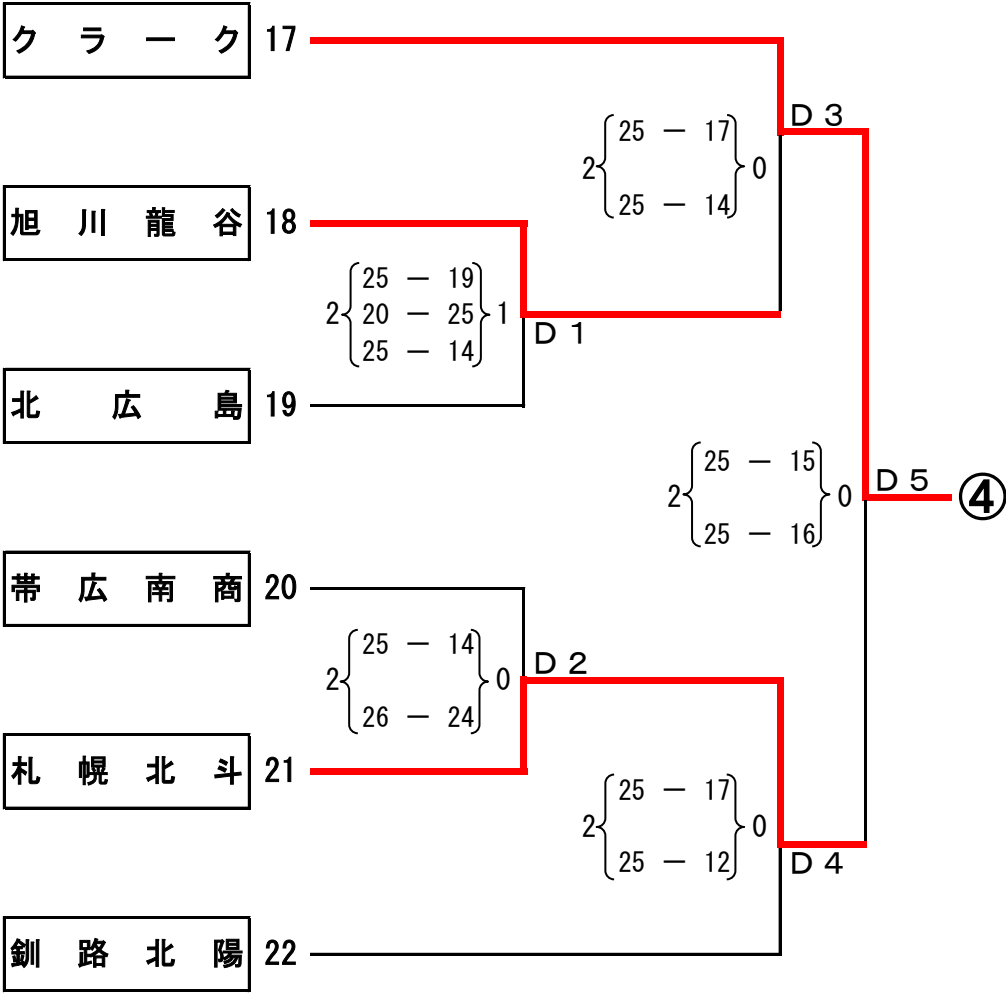 クラーク 17
D3
25 － 17
2 0
25 － 14
旭川龍谷 18
25 － 19
2 20 － 25 1
25 － 14
D1
北広島 19
25 － 15
2 0
25 － 16
D5
④
帯広南商 20
25 － 14
2 0
26 － 24
D2
札幌北斗 21
25 － 17
2 0
25 － 12
D4
釧路北陽 22